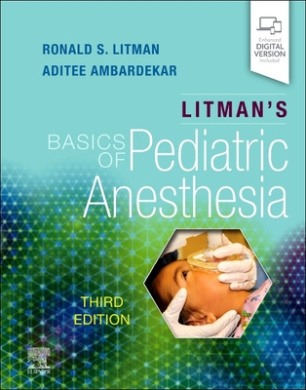 RONALD S. LITMAN
ADITEE AMBARDEKAR
Enhanced
DIGITAL
VERSION
Included
LITMAN'S
BASICS OF Pediatric
Anesthesia
THIRD
EDITION
ELSEVIER